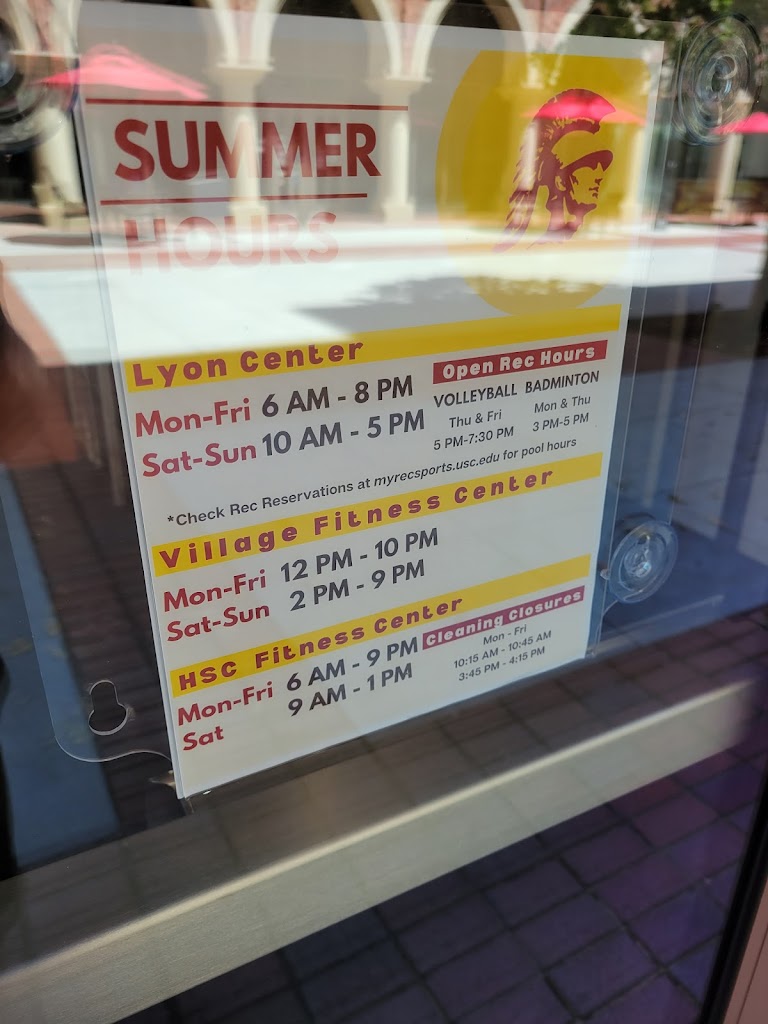 SUMMER
HOURS
Lyon Center
Mon-Fri 6 AM - 8 PM
Sat-Sun 10 AM - 5 PM
Open Rec Hours
VOLLEYBALL BADMINTON
Thu & Fri Mon & Thu
5 PM-7:30 PM 3 PM-5 PM
*Check Rec Reservations at myrecsports.usc.edu for pool hours
Village Fitness Center
Mon-Fri 12 PM - 10 PM
Sat-Sun 2 PM - 9 PM
HSC Fitness Center
Mon-Fri 6 AM - 9 PM
Sat 9 AM - 1 PM
Cleaning Closures
Mon - Fri
10:15 AM - 10:45 AM
3:45 PM - 4:15 PM